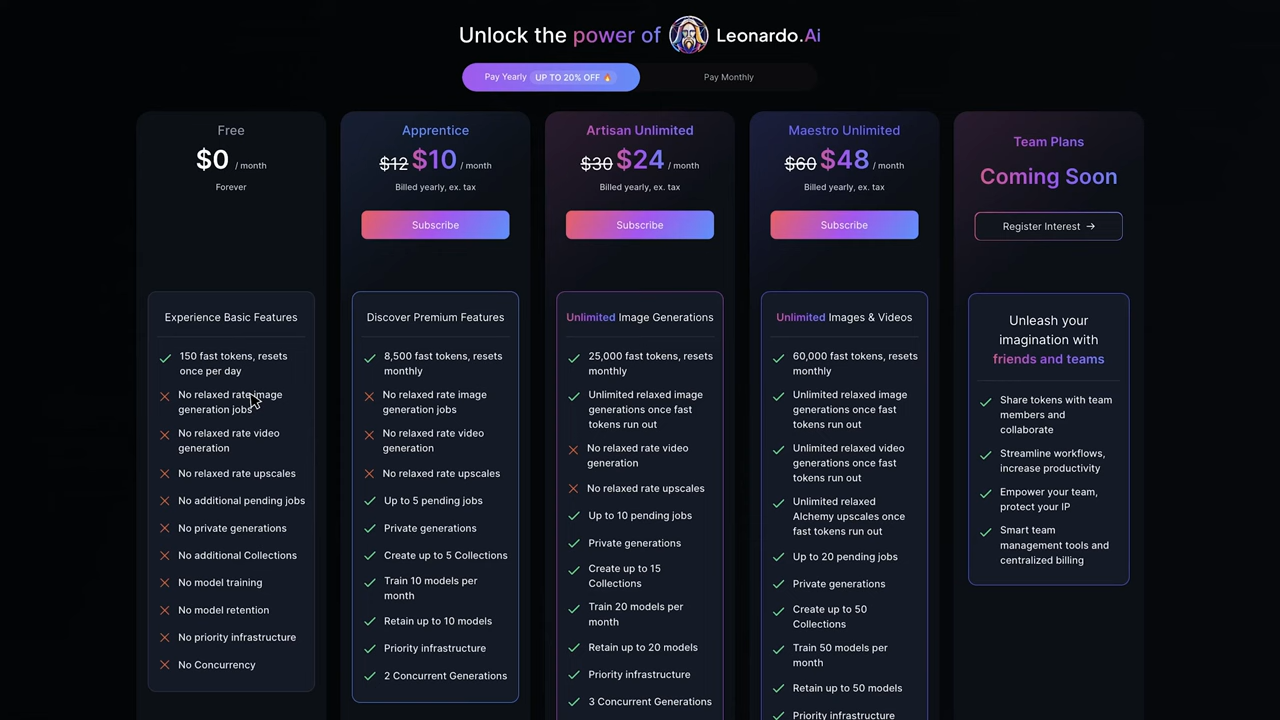 Unlock the power of Leonardo.Ai
Pay Yearly UP TO 20% OFF 🔥
Pay Monthly
Free
$0 / month
Forever
Experience Basic Features
150 fast tokens, resets
once per day
No relaxed rate image
generation jobs
No relaxed rate video
generation
No relaxed rate upscales
No additional pending jobs
No private generations
No additional Collections
No model training
No model retention
No priority infrastructure
No Concurrency
Apprentice
$12 $10 / month
Billed yearly, ex. tax
Subscribe
Discover Premium Features
8,500 fast tokens, resets
monthly
No relaxed rate image
generation jobs
No relaxed rate video
generation
No relaxed rate upscales
Up to 5 pending jobs
Private generations
Create up to 5 Collections
Train 10 models per
month
Retain up to 10 models
Priority infrastructure
2 Concurrent Generations
Artisan Unlimited
$30 $24 / month
Billed yearly, ex. tax
Subscribe
Unlimited Image Generations
25,000 fast tokens, resets
monthly
Unlimited relaxed image
generations once fast
tokens run out
No relaxed rate video
generation
No relaxed rate upscales
Up to 10 pending jobs
Private generations
Create up to 15
Collections
Train 20 models per
month
Retain up to 20 models
Priority infrastructure
3 Concurrent Generations
Maestro Unlimited
$60 $48 / month
Billed yearly, ex. tax
Subscribe
Unlimited Images & Videos
60,000 fast tokens, resets
monthly
Unlimited relaxed image
generations once fast
tokens run out
Unlimited relaxed video
generations once fast
tokens run out
Unlimited relaxed
Alchemy upscales once
fast tokens run out
Up to 20 pending jobs
Private generations
Create up to 50
Collections
Train 50 models per
month
Retain up to 50 models
Priority infrastructure
Team Plans
Coming Soon
Register Interest →
Unleash your
imagination with
friends and teams
Share tokens with team
members and
collaborate
Streamline workflows,
increase productivity
Empower your team,
protect your IP
Smart team
management tools and
centralized billing